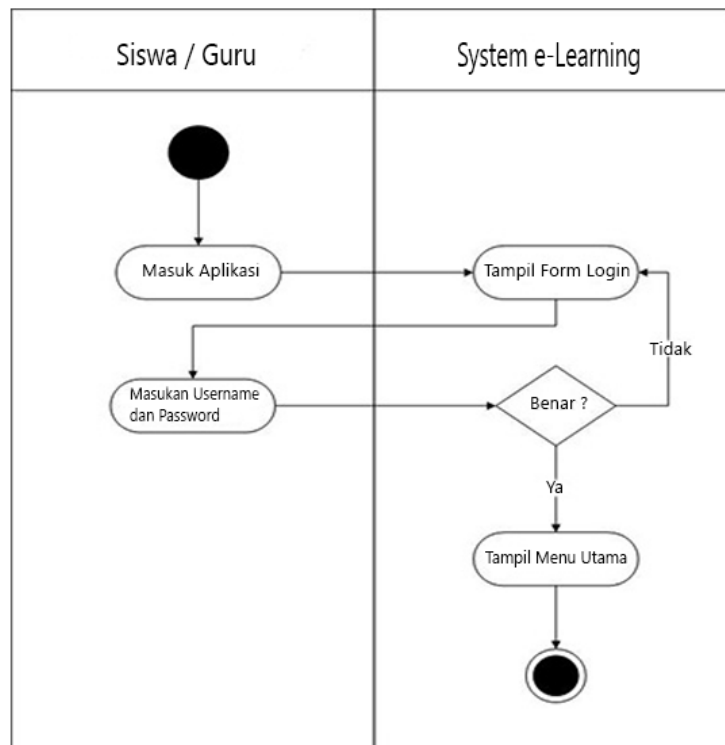 Siswa / Guru
System e-Learning
Masuk Aplikasi
Tampil Form Login
Tidak
Masukan Username
dan Password
Benar ?
Ya
Tampil Menu Utama